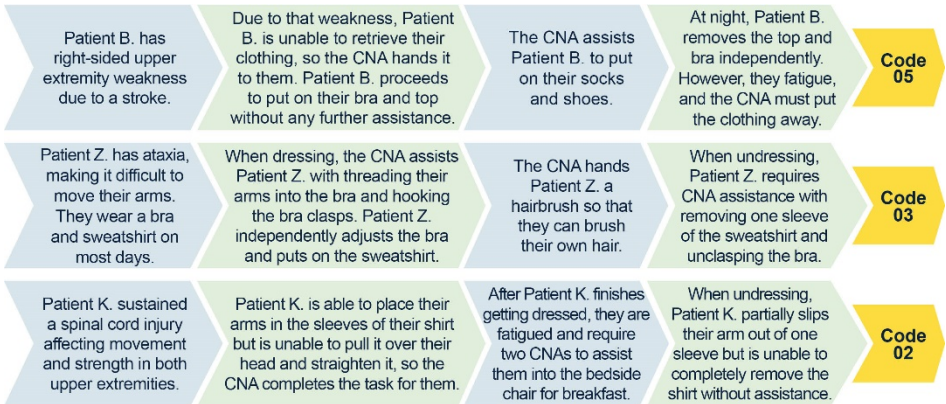 Patient B. has
right-sided upper
extremity weakness
due to a stroke.
Due to that weakness, Patient
B. is unable to retrieve their
clothing, so the CNA hands it
to them. Patient B. proceeds
to put on their bra and top
without any further assistance.
The CNA assists
Patient B. to put
on their socks
and shoes.
At night, Patient B.
removes the top and
bra independently.
However, they fatigue,
and the CNA must put
the clothing away.
Code
05
Patient Z. has ataxia,
making it difficult to
move their arms.
They wear a bra
and sweatshirt on
most days.
When dressing, the CNA assists
Patient Z. with threading their
arms into the bra and hooking
the bra clasps. Patient Z.
independently adjusts the bra
and puts on the sweatshirt.
The CNA hands
Patient Z. a
hairbrush so that
they can brush
their own hair.
When undressing,
Patient Z. requires
CNA assistance with
removing one sleeve
of the sweatshirt and
unclasping the bra.
Code
03
Patient K. sustained
a spinal cord injury
affecting movement
and strength in both
upper extremities.
Patient K. is able to place their
arms in the sleeves of their shirt
but is unable to pull it over their
head and straighten it, so the
CNA completes the task for them.
After Patient K. finishes
getting dressed, they are
fatigued and require
two CNAs to assist
them into the bedside
chair for breakfast.
When undressing,
Patient K. partially slips
their arm out of one
sleeve but is unable to
completely remove the
shirt without assistance.
Code
02